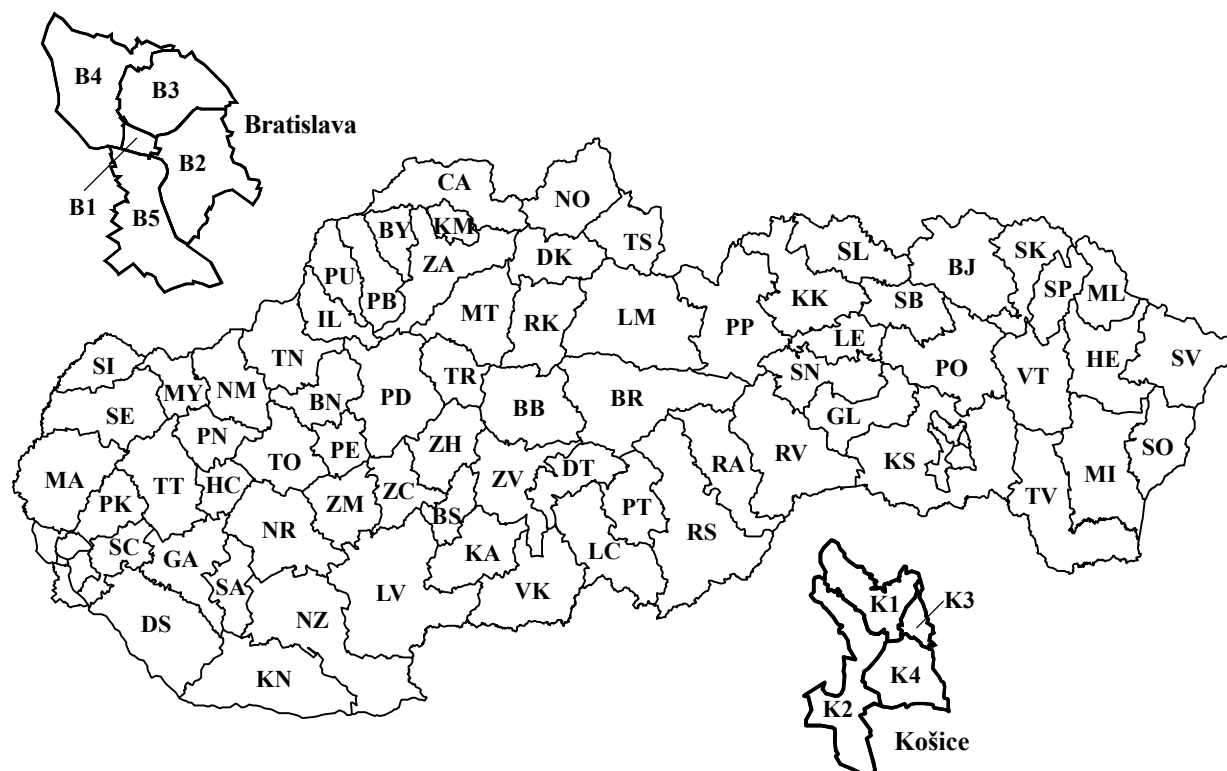 B4
B3
Bratislava
B2
B1
B5
CA
NO
BY
KM
TS
SL
SK
ZA
DK
BJ
PU
SP
ML
KK
PB
SB
IL
MT
RK
LM
PP
LE
TN
SI
HE
SV
TR
SN
PO
VT
MY
NM
BN
PD
BB
BR
SE
GL
PN
ZH
PE
SO
TO
DT
RA
RV
KS
MA
TT
HC
ZC
ZV
MI
PK
ZM
PT
TV
BS
NR
RS
SC
GA
KA
LC
SA
LV
VK
K1
K3
DS
NZ
KN
K4
K2
Košice